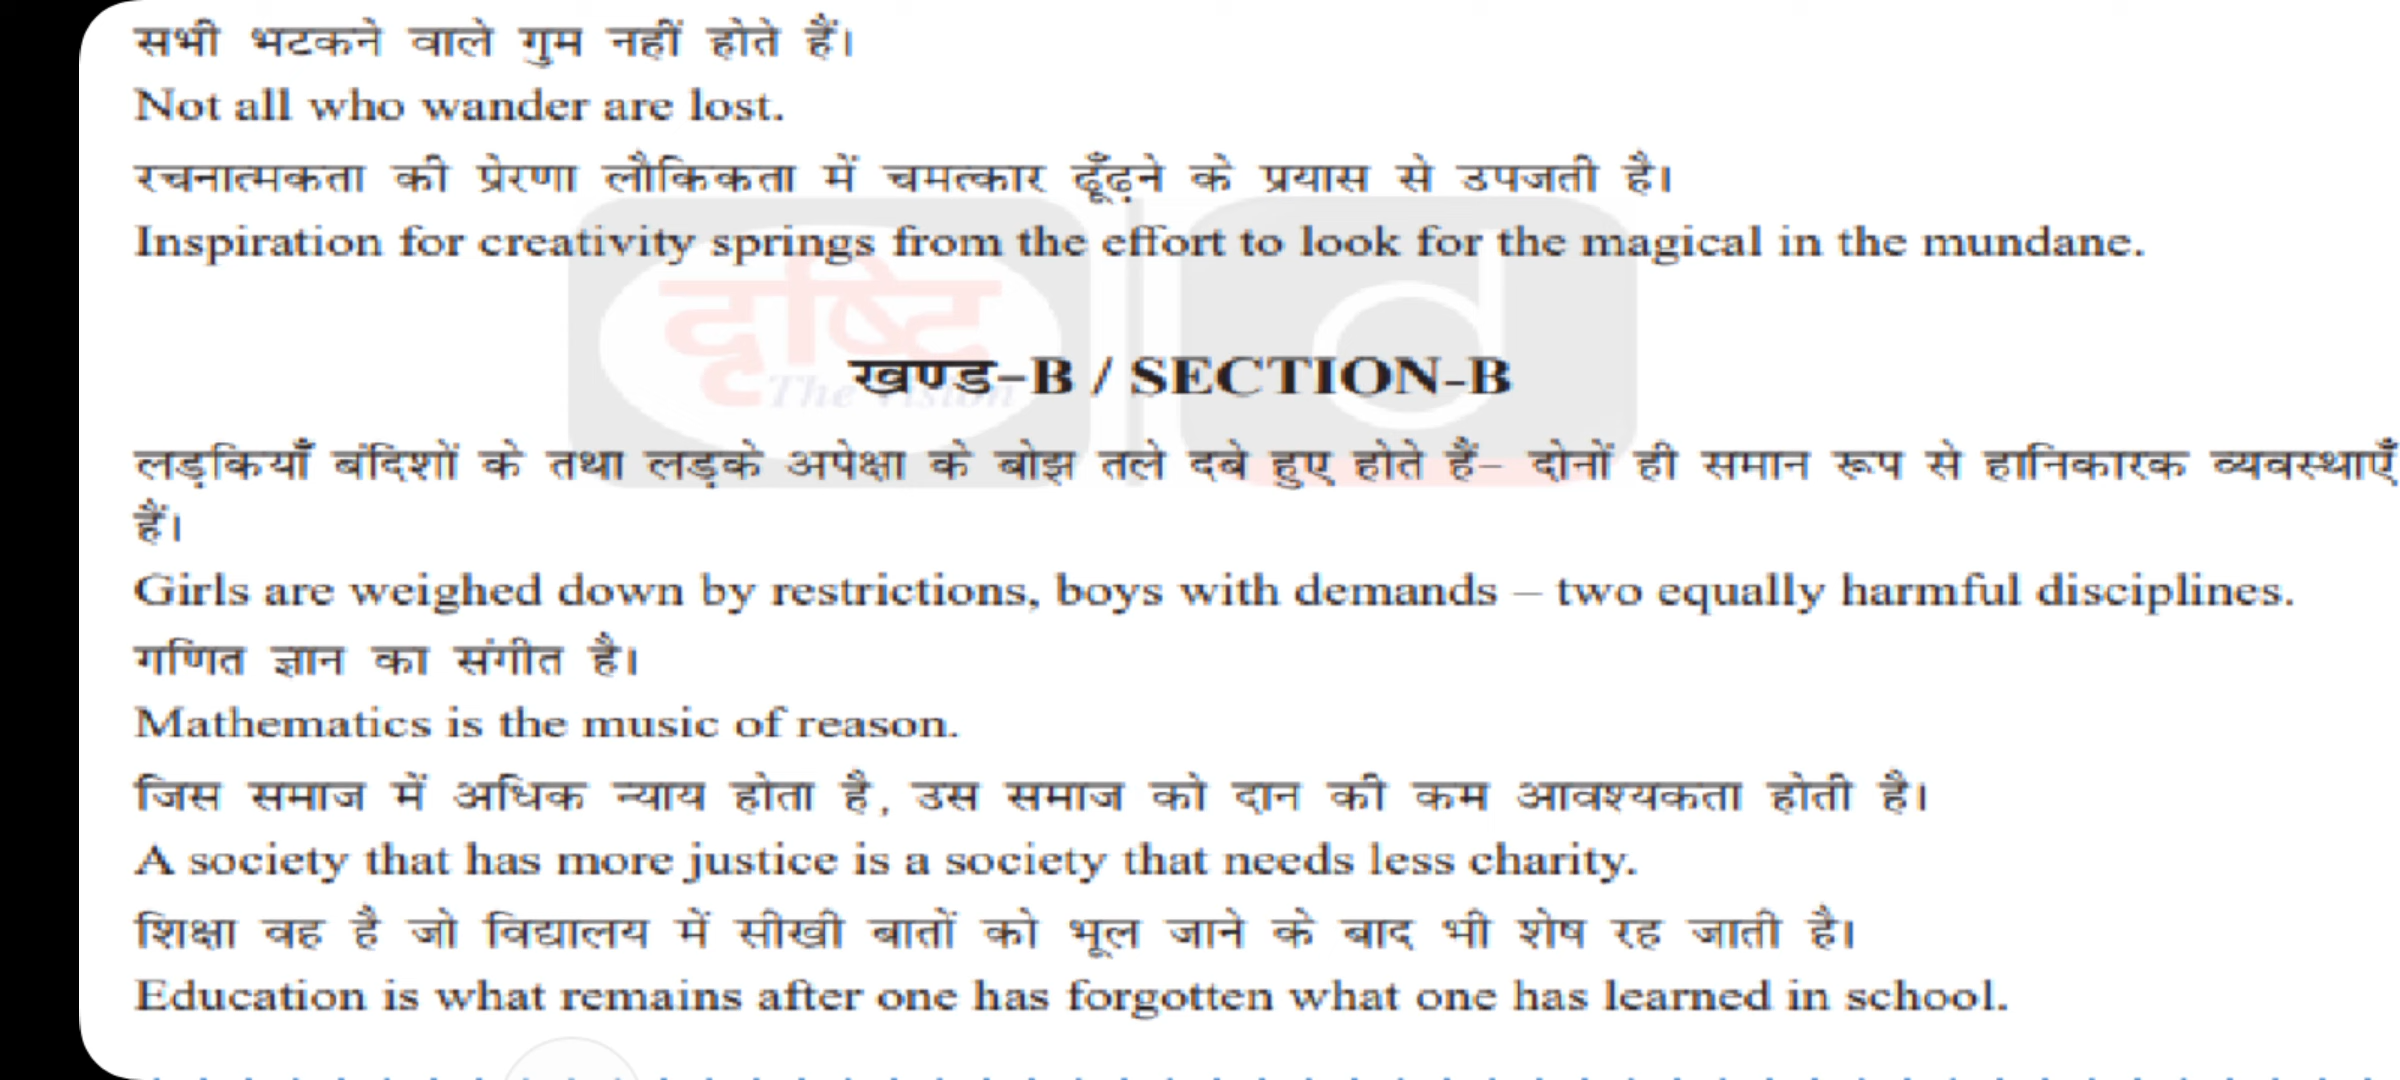 सभी भटकने वाले गुम नहीं होते हैं।
Not all who wander are lost.
रचनात्मकता की प्रेरणा लौकिकता में चमत्कार ढूँढ़ने के प्रयास से उपजती है।
Inspiration for creativity springs from the effort to look for the magical in the mundane.
दृष्टि
The Vision
खण्ड-B / SECTION-B
लड़कियाँ बंदिशों के तथा लड़के अपेक्षा के बोझ तले दबे हुए होते हैं– दोनों ही समान रूप से हानिकारक व्यवस्थाएँ
हैं।
Girls are weighed down by restrictions, boys with demands – two equally harmful disciplines.
गणित ज्ञान का संगीत है।
Mathematics is the music of reason.
जिस समाज में अधिक न्याय होता है, उस समाज को दान की कम आवश्यकता होती है।
A society that has more justice is a society that needs less charity.
शिक्षा वह है जो विद्यालय में सीखी बातों को भूल जाने के बाद भी शेष रह जाती है।
Education is what remains after one has forgotten what one has learned in school.